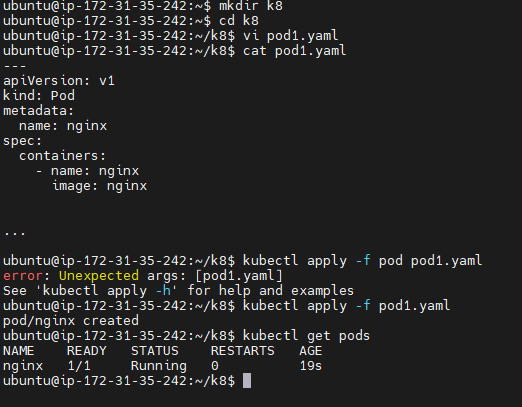 ubuntu@ip-172-31-35-242:~$ mkdir k8
ubuntu@ip-172-31-35-242:~$ cd k8
ubuntu@ip-172-31-35-242:~/k8$ vi pod1.yaml
ubuntu@ip-172-31-35-242:~/k8$ cat pod1.yaml
---
apiVersion: v1
kind: Pod
metadata:
  name: nginx
spec:
  containers:
    - name: nginx
      image: nginx
...
ubuntu@ip-172-31-35-242:~/k8$ kubectl apply -f pod pod1.yaml
error: Unexpected args: [pod1.yaml]
See 'kubectl apply -h' for help and examples
ubuntu@ip-172-31-35-242:~/k8$ kubectl apply -f pod1.yaml
pod/nginx created
ubuntu@ip-172-31-35-242:~/k8$ kubectl get pods
NAME    READY   STATUS    RESTARTS   AGE
nginx   1/1     Running   0          19s
ubuntu@ip-172-31-35-242:~/k8$